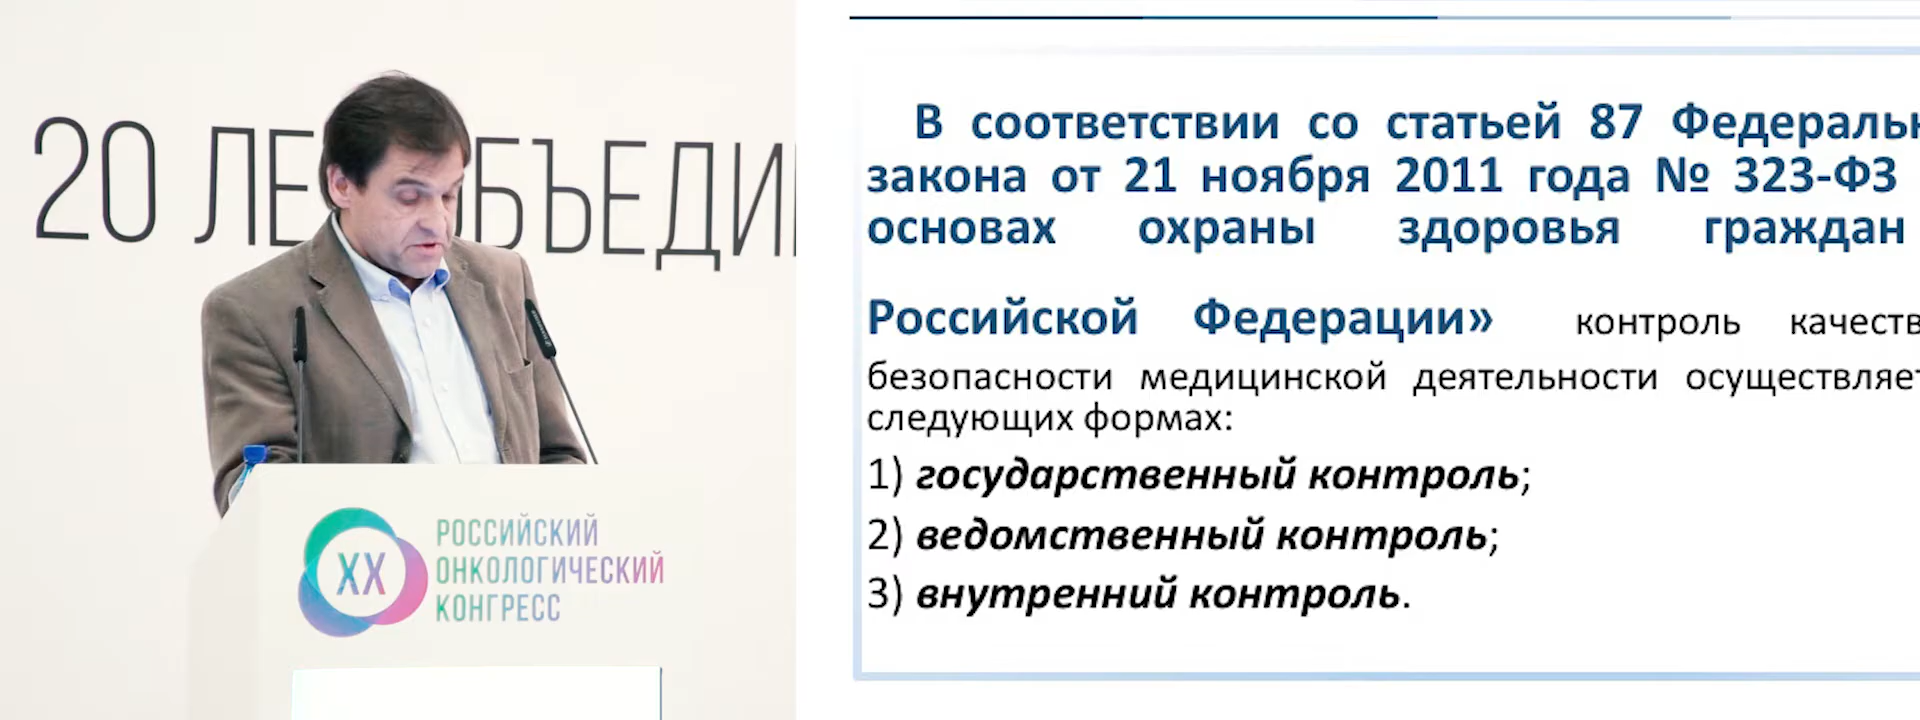 20 ЛЕ ОБЪЕДИ
XX
РОССИЙСКИЙ
ОНКОЛОГИЧЕСКИЙ
КОНГРЕСС
В соответствии со статьей 87 Федеральн
закона от 21 ноября 2011 года № 323-ФЗ
основах охраны здоровья граждан
Российской Федерации» контроль качеств
безопасности медицинской деятельности осуществляет
следующих формах:
1) государственный контроль;
2) ведомственный контроль;
3) внутренний контроль.